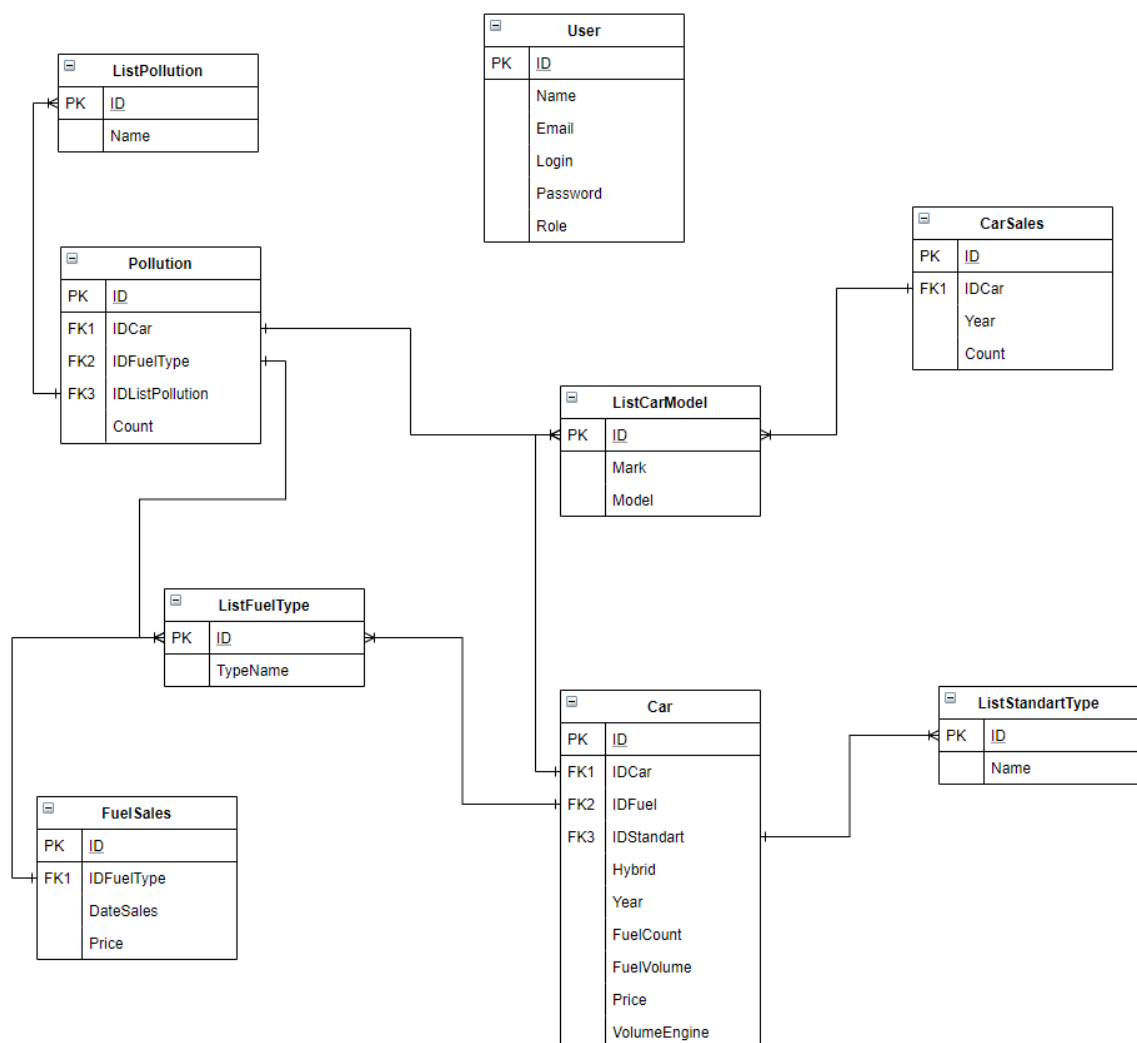 User
PK ID
Name
Email
Login
Password
Role
ListPollution
PK ID
Name
CarSales
PK ID
FK1 IDCar
Year
Count
Pollution
PK ID
FK1 IDCar
FK2 IDFuelType
FK3 IDListPollution
Count
ListCarModel
PK ID
Mark
Model
ListFuelType
PK ID
TypeName
Car
PK ID
FK1 IDCar
FK2 IDFuel
FK3 IDStandart
Hybrid
Year
FuelCount
FuelVolume
Price
VolumeEngine
ListStandartType
PK ID
Name
FuelSales
PK ID
FK1 IDFuelType
DateSales
Price